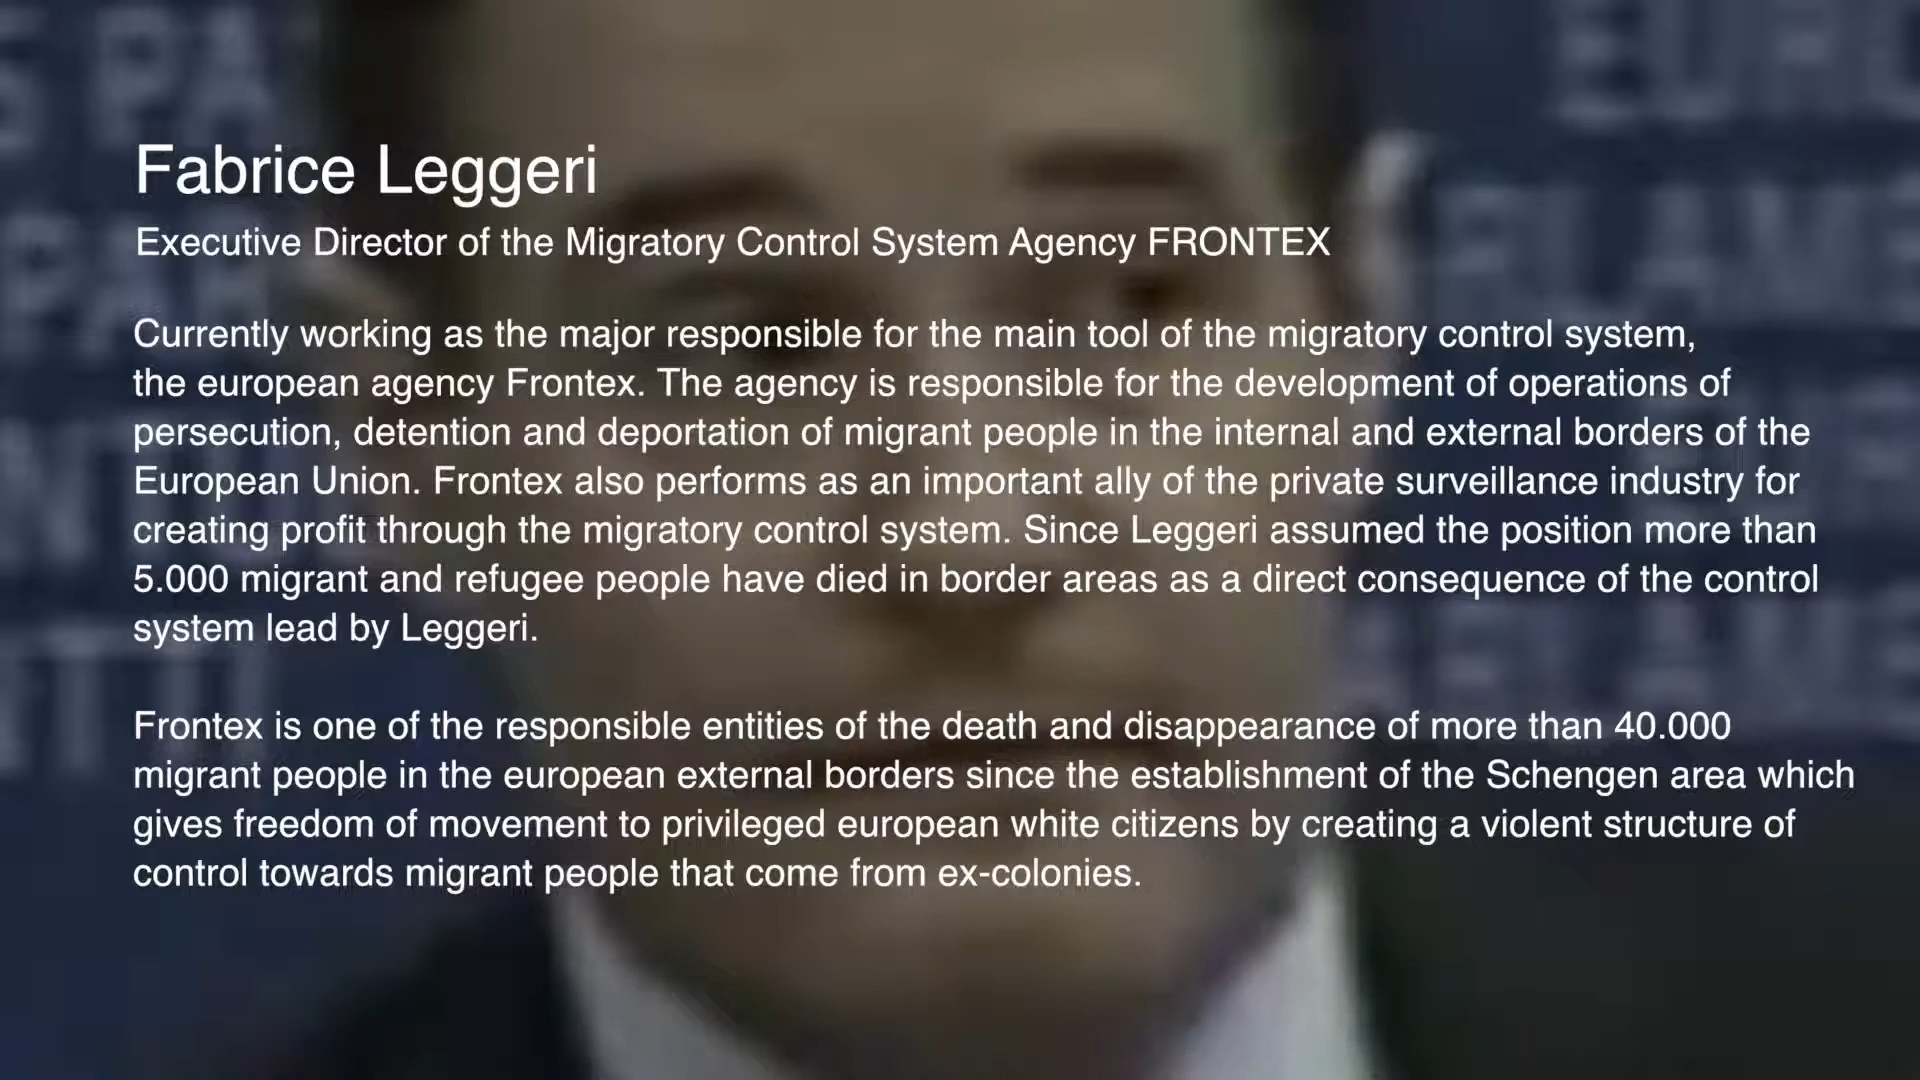 Fabrice Leggeri
Executive Director of the Migratory Control System Agency FRONTEX
Currently working as the major responsible for the main tool of the migratory control system,
the european agency Frontex. The agency is responsible for the development of operations of
persecution, detention and deportation of migrant people in the internal and external borders of the
European Union. Frontex also performs as an important ally of the private surveillance industry for
creating profit through the migratory control system. Since Leggeri assumed the position more than
5.000 migrant and refugee people have died in border areas as a direct consequence of the control
system lead by Leggeri.
Frontex is one of the responsible entities of the death and disappearance of more than 40.000
migrant people in the european external borders since the establishment of the Schengen area which
gives freedom of movement to privileged european white citizens by creating a violent structure of
control towards migrant people that come from ex-colonies.